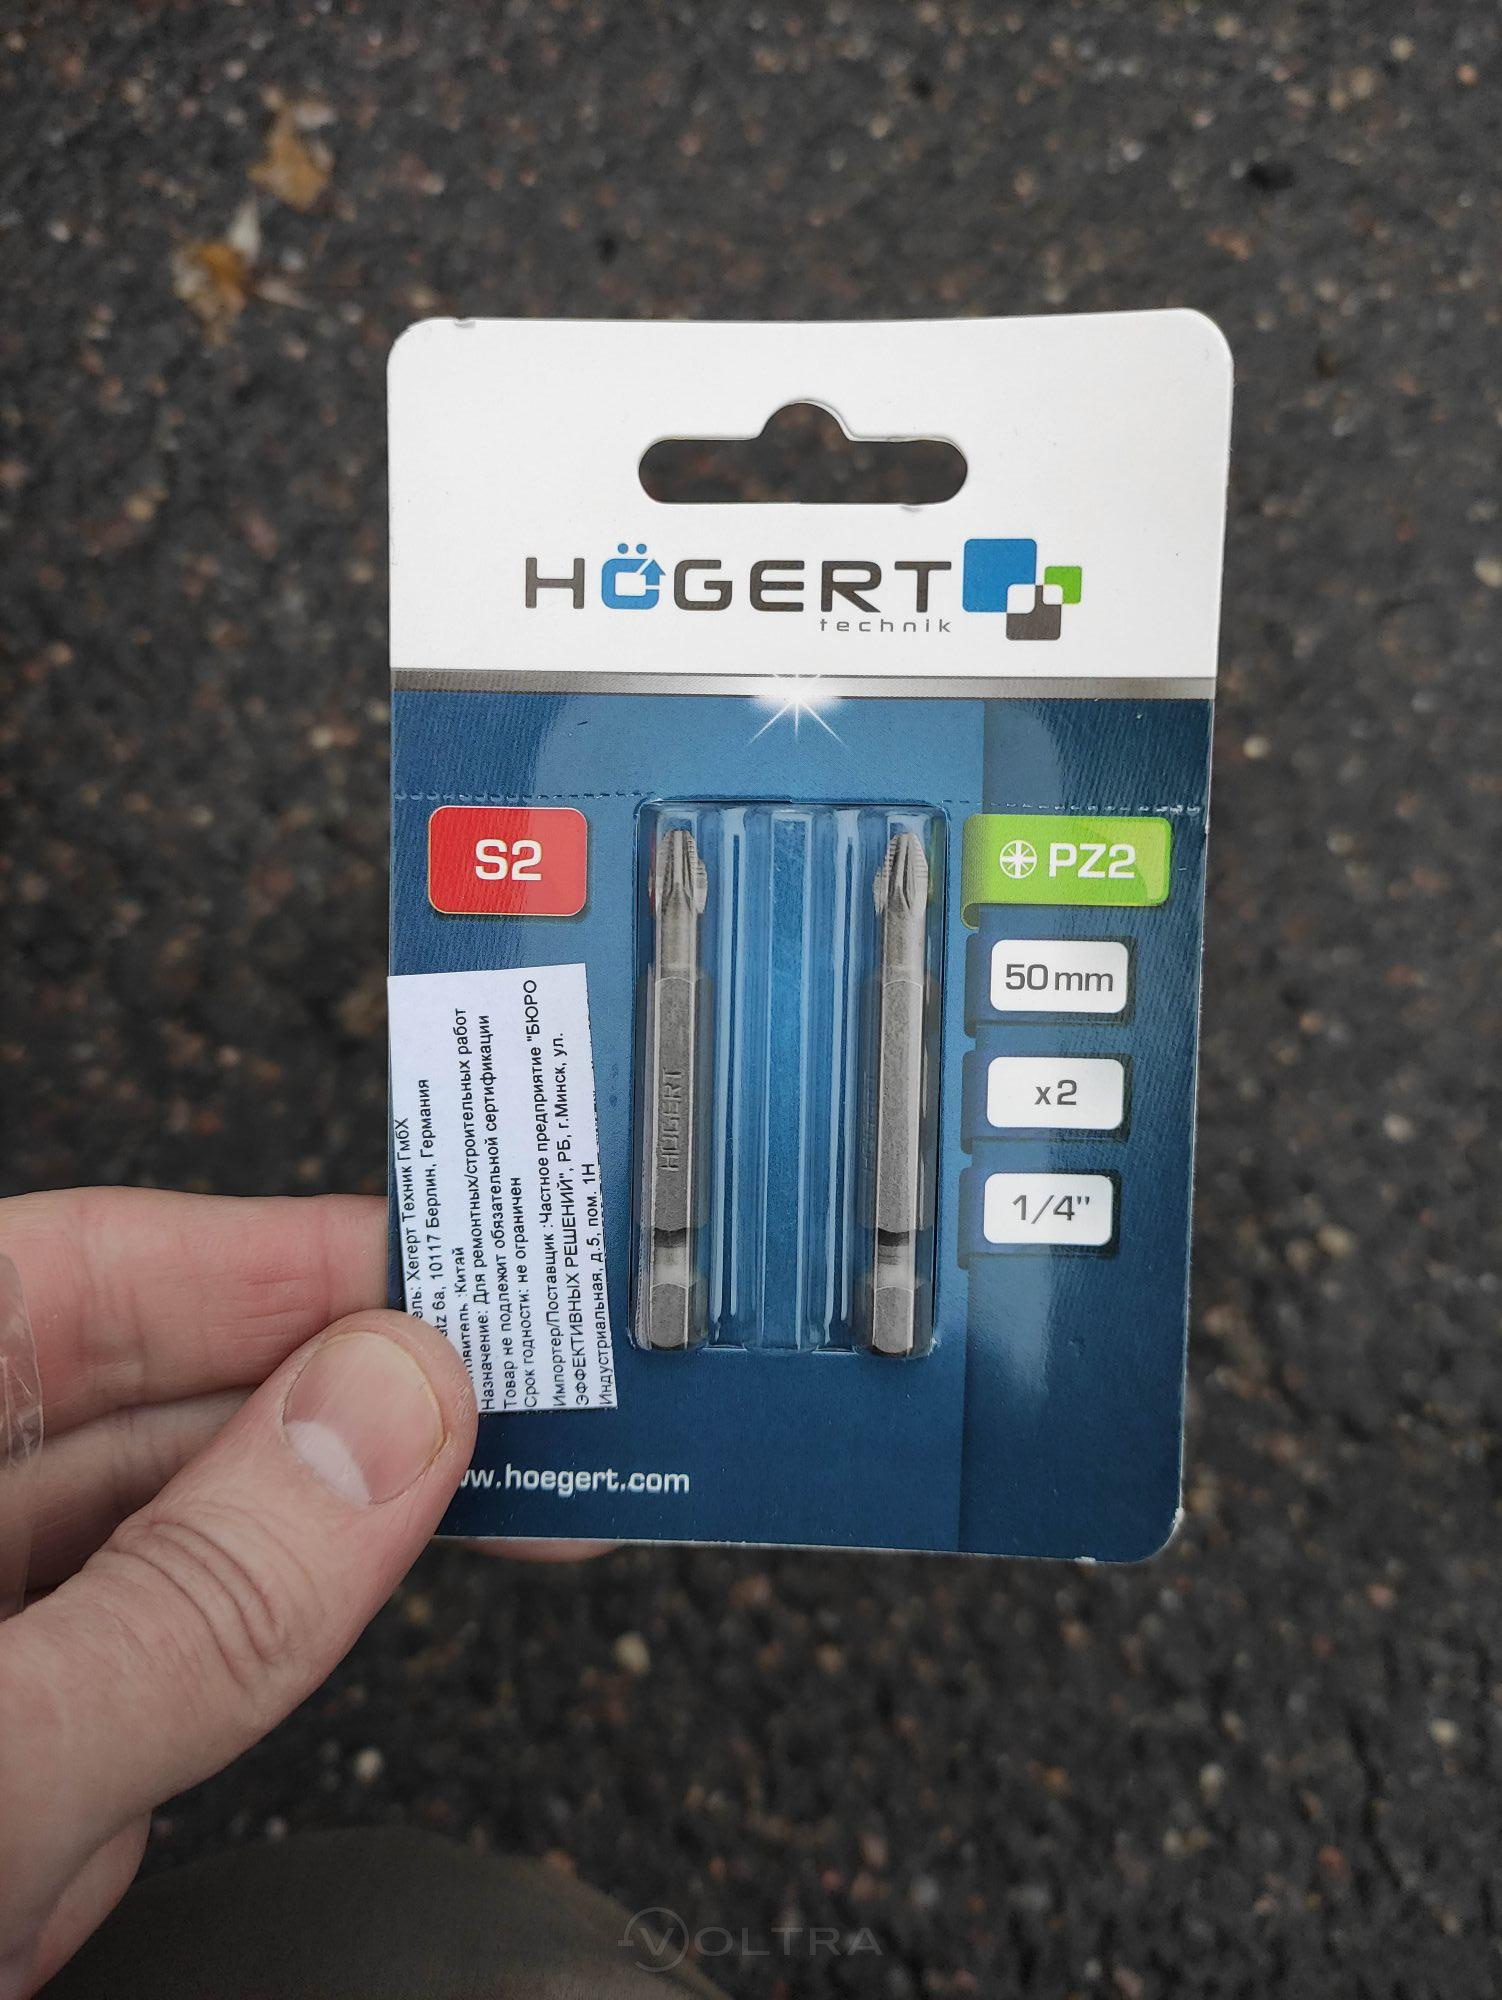 HÖGERT
technik
S2
PZ2
50 mm
x2
1/4"
HÖGERT
Хегерт Техник ГмбХ
6a, 10117 Берлин, Германия
:Китай
Назначение: Для ремонтных/строительных работ
Товар не подлежит обязательной сертификации
Срок годности: не ограничен
Импортер/Поставщик :Частное предприятие "БЮРО
ЭФФЕКТИВНЫХ РЕШЕНИЙ", РБ, г.Минск, ул.
Индустриальная, д.5, пом. 1Н
.hoegert.com
VOLTRA